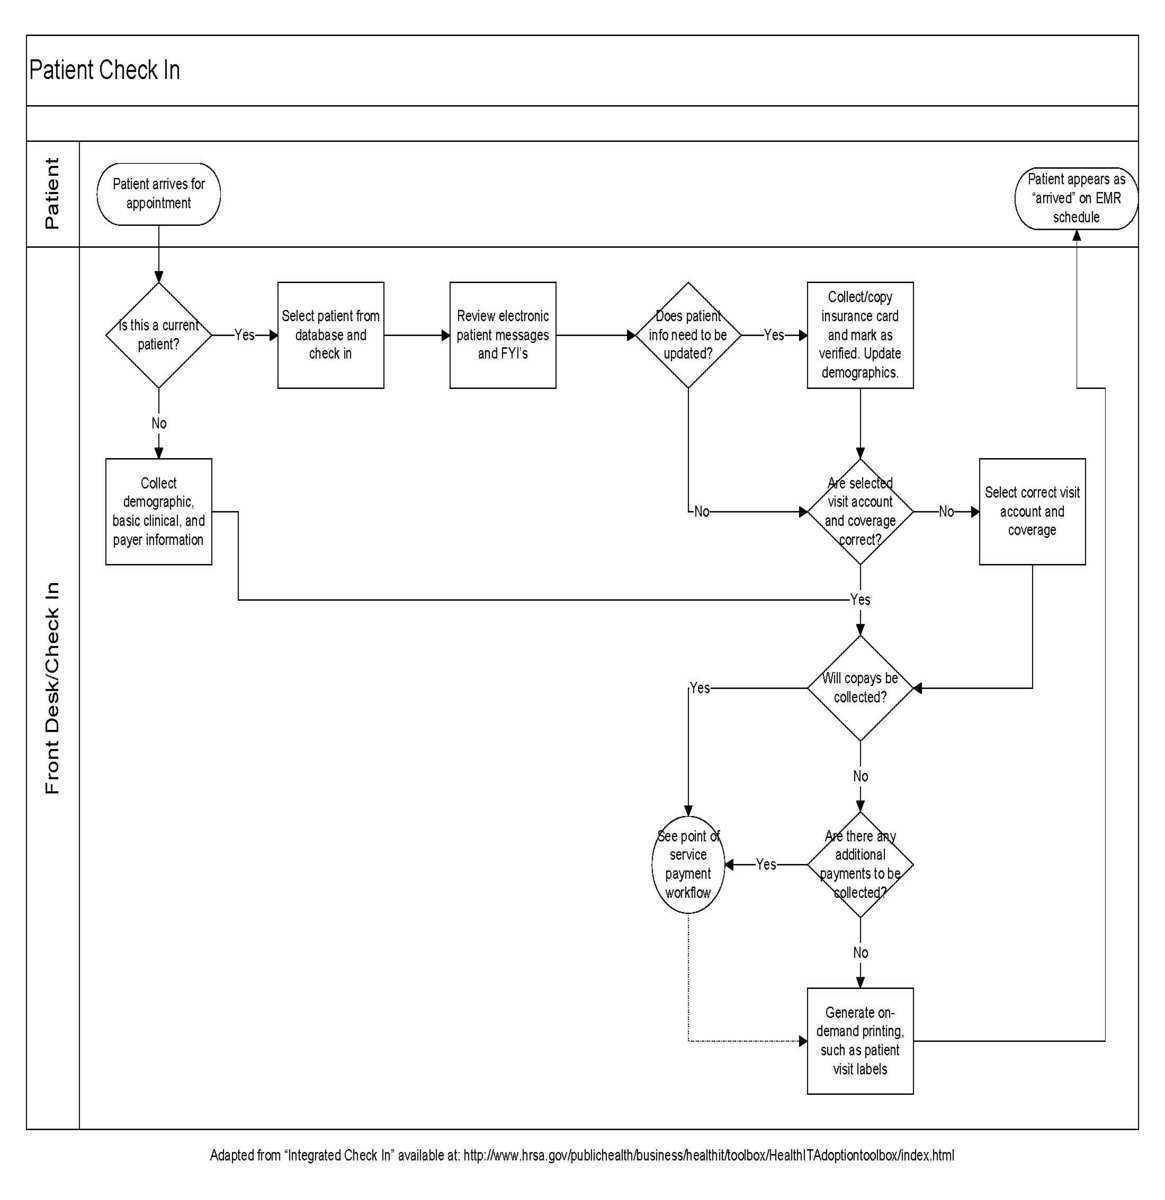 Patient Check In
Patient
Patient arrives for
appointment
Patient appears as
“arrived” on EMR
schedule
Front Desk/Check In
Is this a current
patient?
Yes
Select patient from
database and
check in
Review electronic
patient messages
and FYI’s
Does patient
info need to be
updated?
Yes
Collect/copy
insurance card
and mark as
verified. Update
demographics.
No
Collect
demographic,
basic clinical, and
payer information
No
Are selected
visit account
and coverage
correct?
No
Select correct visit
account and
coverage
Yes
Will copays be
collected?
Yes
No
See point of
service
payment
workflow
Yes
Are there any
additional
payments to be
collected?
No
Generate on-
demand printing,
such as patient
visit labels
Adapted from “Integrated Check In” available at: http://www.hrsa.gov/publichealth/business/healthit/toolbox/HealthITAdoptiontoolbox/index.html